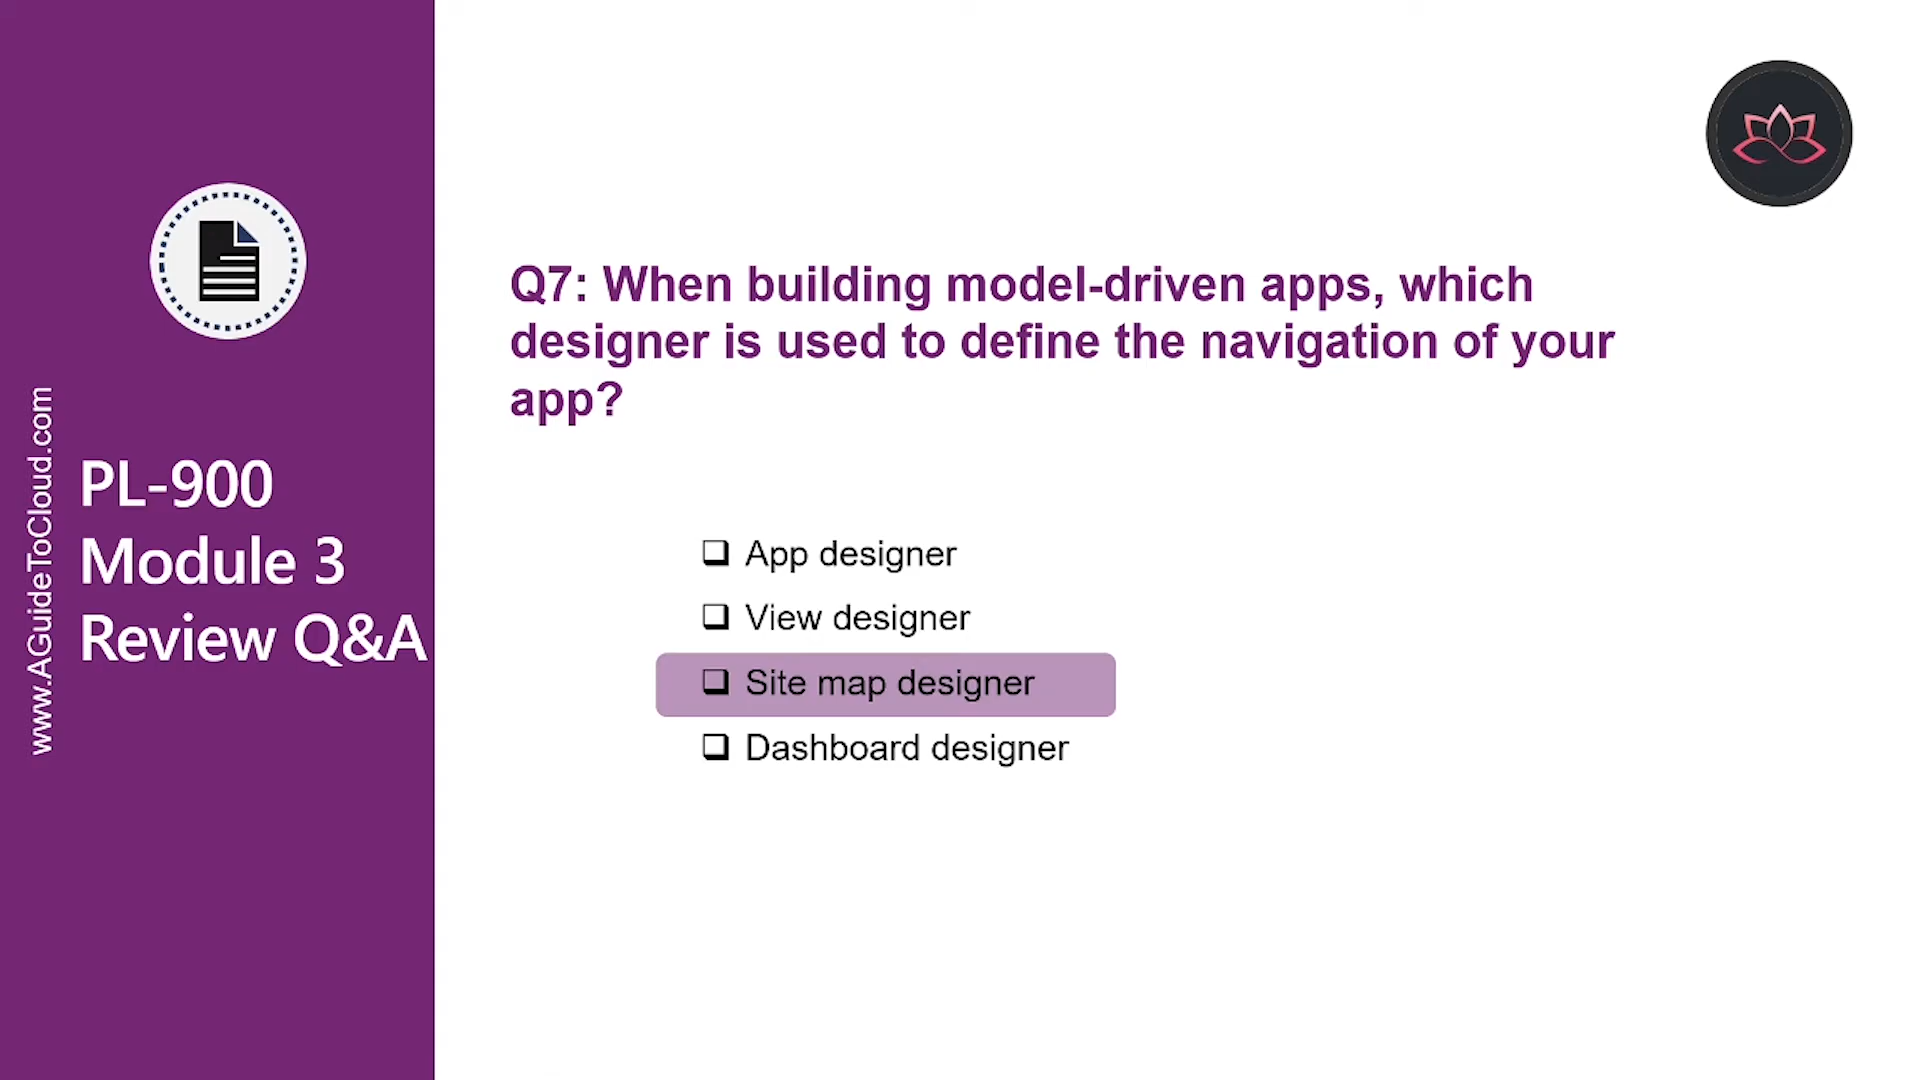 www.AGuideToCloud.com
PL-900
Module 3
Review Q&A
Q7: When building model-driven apps, which
designer is used to define the navigation of your
app?
App designer
View designer
Site map designer
Dashboard designer